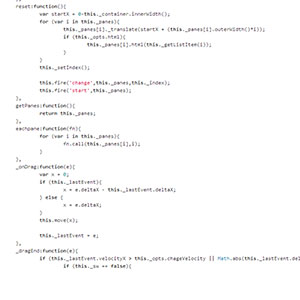 reset:function(){
var startX = 0-this._container.innerWidth();
for (var i in this._panes){
this._panes[i]._translate(startX + (this._panes[i].outerWidth()*i));
if (this._opts.html){
this._panes[i].html(this._getListItem(i));
}
}
this._setIndex();
this.fire('change',this._panes,this._index);
this.fire('start',this._panes);
},
getPanes:function(){
return this._panes;
},
eachpane:function(fn){
for (var i in this._panes){
fn.call(this._panes[i],i);
}
},
_onDrag:function(e){
var x = 0;
if (this._lastEvent){
x = e.deltaX - this._lastEvent.deltaX;
} else {
x = e.deltaX;
}
this.move(x);
this._lastEvent = e;
},
_dragEnd:function(e){
if (this._lastEvent.velocityX > this._opts.chageVelocity || Math.abs(this._lastEvent.del
if (this._sw == false){